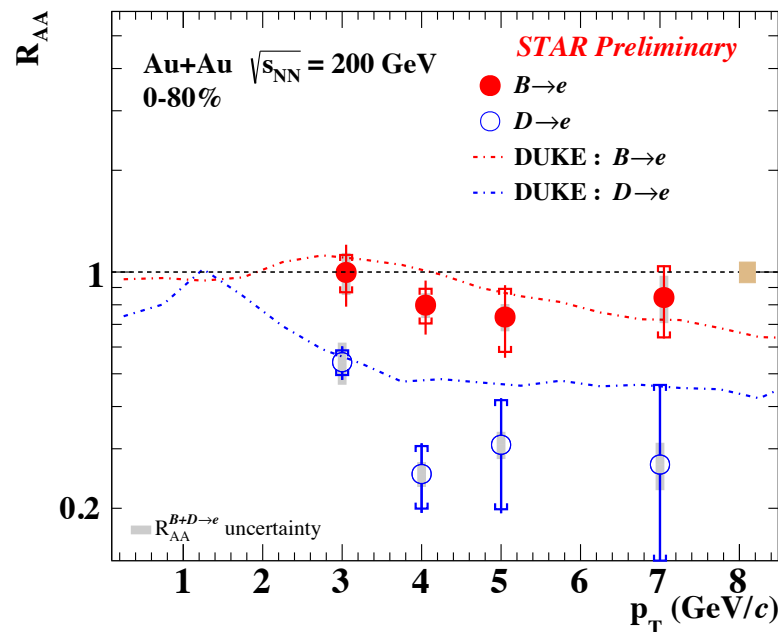 R_AA
Au+Au √s_NN = 200 GeV
0-80%
STAR Preliminary
B→e
D→e
DUKE : B→e
DUKE : D→e
1
0.2
R_AA^B+D→e uncertainty
1 2 3 4 5 6 7 8
p_T (GeV/c)